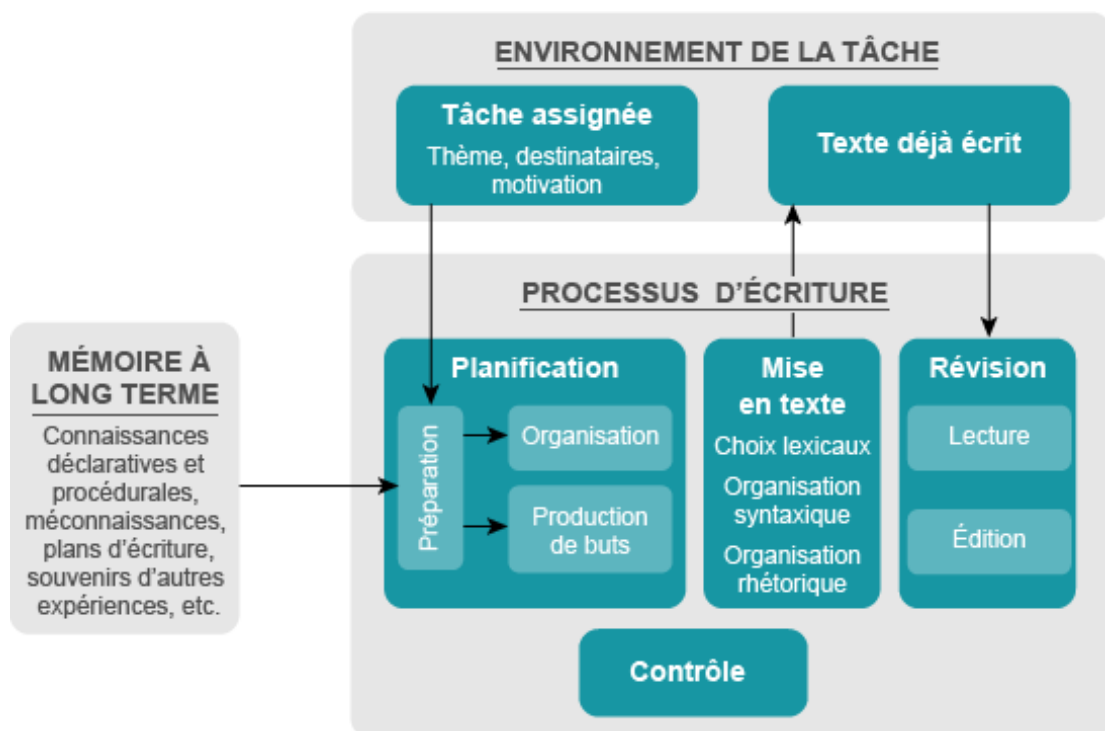 ENVIRONNEMENT DE LA TÂCHE
Tâche assignée
Thème, destinataires,
motivation
Texte déjà écrit
PROCESSUS D'ÉCRITURE
MÉMOIRE À
LONG TERME
Connaissances
déclaratives et
procédurales,
méconnaissances,
plans d'écriture,
souvenirs d'autres
expériences, etc.
Planification
Préparation
Organisation
Production
de buts
Mise
en texte
Choix lexicaux
Organisation
syntaxique
Organisation
rhétorique
Révision
Lecture
Édition
Contrôle